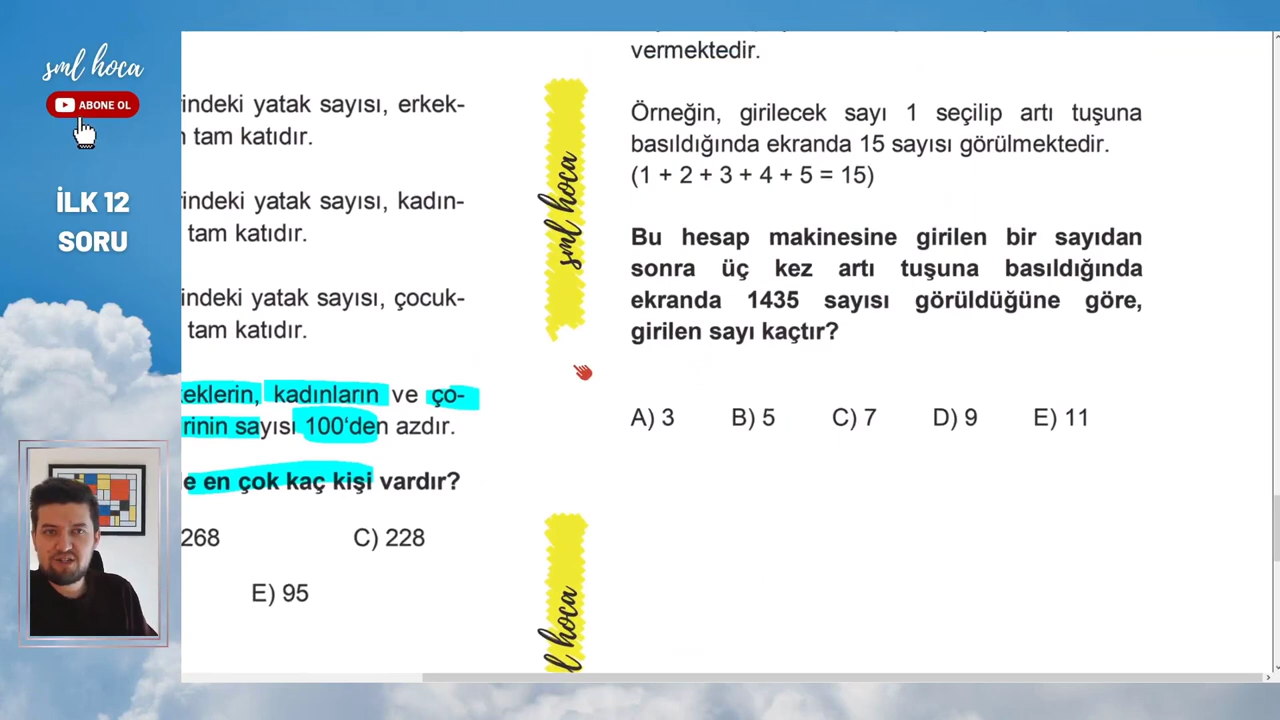 sml hoca
ABONE OL
İLK 12
SORU
indeki yatak sayısı, erkek-
n tam katıdır.
rindeki yatak sayısı, kadın-
tam katıdır.
indeki yatak sayısı, çocuk-
tam katıdır.
eklerin, kadınların ve ço-
rinin sayısı 100'den azdır.
e en çok kaç kişi vardır?
268 C) 228
E) 95
sml hoca
l hoca
vermektedir.
Örneğin, girilecek sayı 1 seçilip artı tuşuna
basıldığında ekranda 15 sayısı görülmektedir.
(1 + 2 + 3 + 4 + 5 = 15)
Bu hesap makinesine girilen bir sayıdan
sonra üç kez artı tuşuna basıldığında
ekranda 1435 sayısı görüldüğüne göre,
girilen sayı kaçtır?
A) 3 B) 5 C) 7 D) 9 E) 11